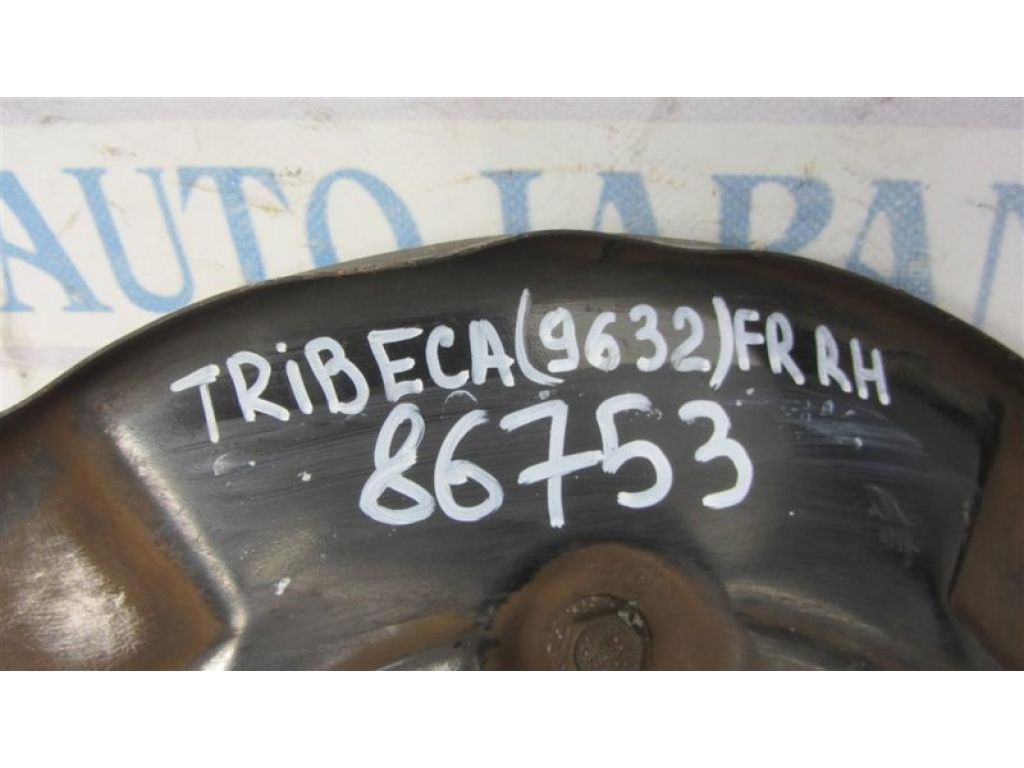 AUTO JAPAN
TRiBECA(9632)FR RH
86753